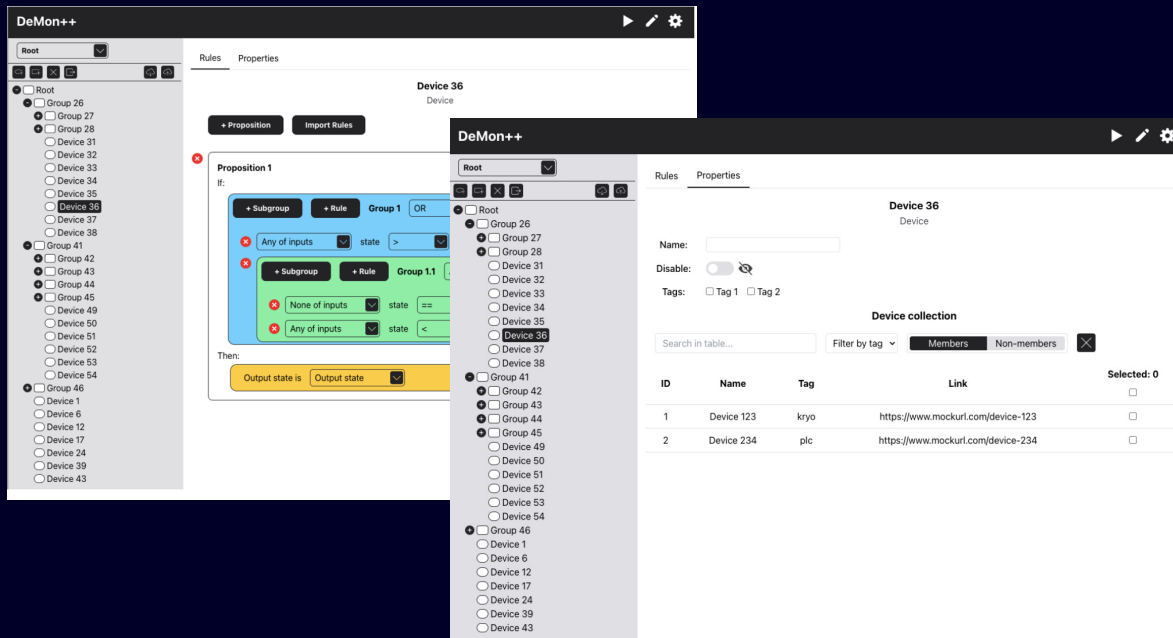 DeMon++
Root
Rules Properties
Root
Group 26
Group 27
Group 28
Device 31
Device 32
Device 33
Device 34
Device 35
Device 36
Device 37
Device 38
Group 41
Group 42
Group 43
Group 44
Group 45
Device 49
Device 50
Device 51
Device 52
Device 53
Device 54
Group 46
Device 1
Device 6
Device 12
Device 17
Device 24
Device 39
Device 43
Device 36
Device
+ Proposition Import Rules
Proposition 1
If:
+ Subgroup + Rule Group 1 OR
Any of inputs state >
+ Subgroup + Rule Group 1.1
None of inputs state ==
Any of inputs state <
Then:
Output state is Output state
DeMon++
Root
Rules Properties
Root
Group 26
Group 27
Group 28
Device 31
Device 32
Device 33
Device 34
Device 35
Device 36
Device 37
Device 38
Group 41
Group 42
Group 43
Group 44
Group 45
Device 49
Device 50
Device 51
Device 52
Device 53
Device 54
Group 46
Device 1
Device 6
Device 12
Device 17
Device 24
Device 39
Device 43
Device 36
Device
Name:
Disable:
Tags: Tag 1 Tag 2
Device collection
Search in table... Filter by tag Members Non-members
ID Name Tag Link Selected: 0
1 Device 123 kryo https://www.mockurl.com/device-123
2 Device 234 plc https://www.mockurl.com/device-234